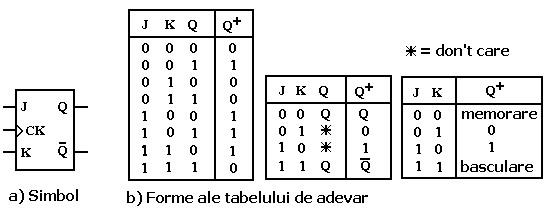 J K Q Q+
0 0 0 0
0 0 1 1
0 1 0 0
0 1 1 0
1 0 0 1
1 0 1 1
1 1 0 1
1 1 1 0
* = don't care
J K Q Q+
0 0 Q Q
0 1 * 0
1 0 * 1
1 1 Q Q̅
J K Q+
0 0 memorare
0 1 0
1 0 1
1 1 basculare
J Q
CK
K Q̅
a) Simbol
b) Forme ale tabelului de adevar